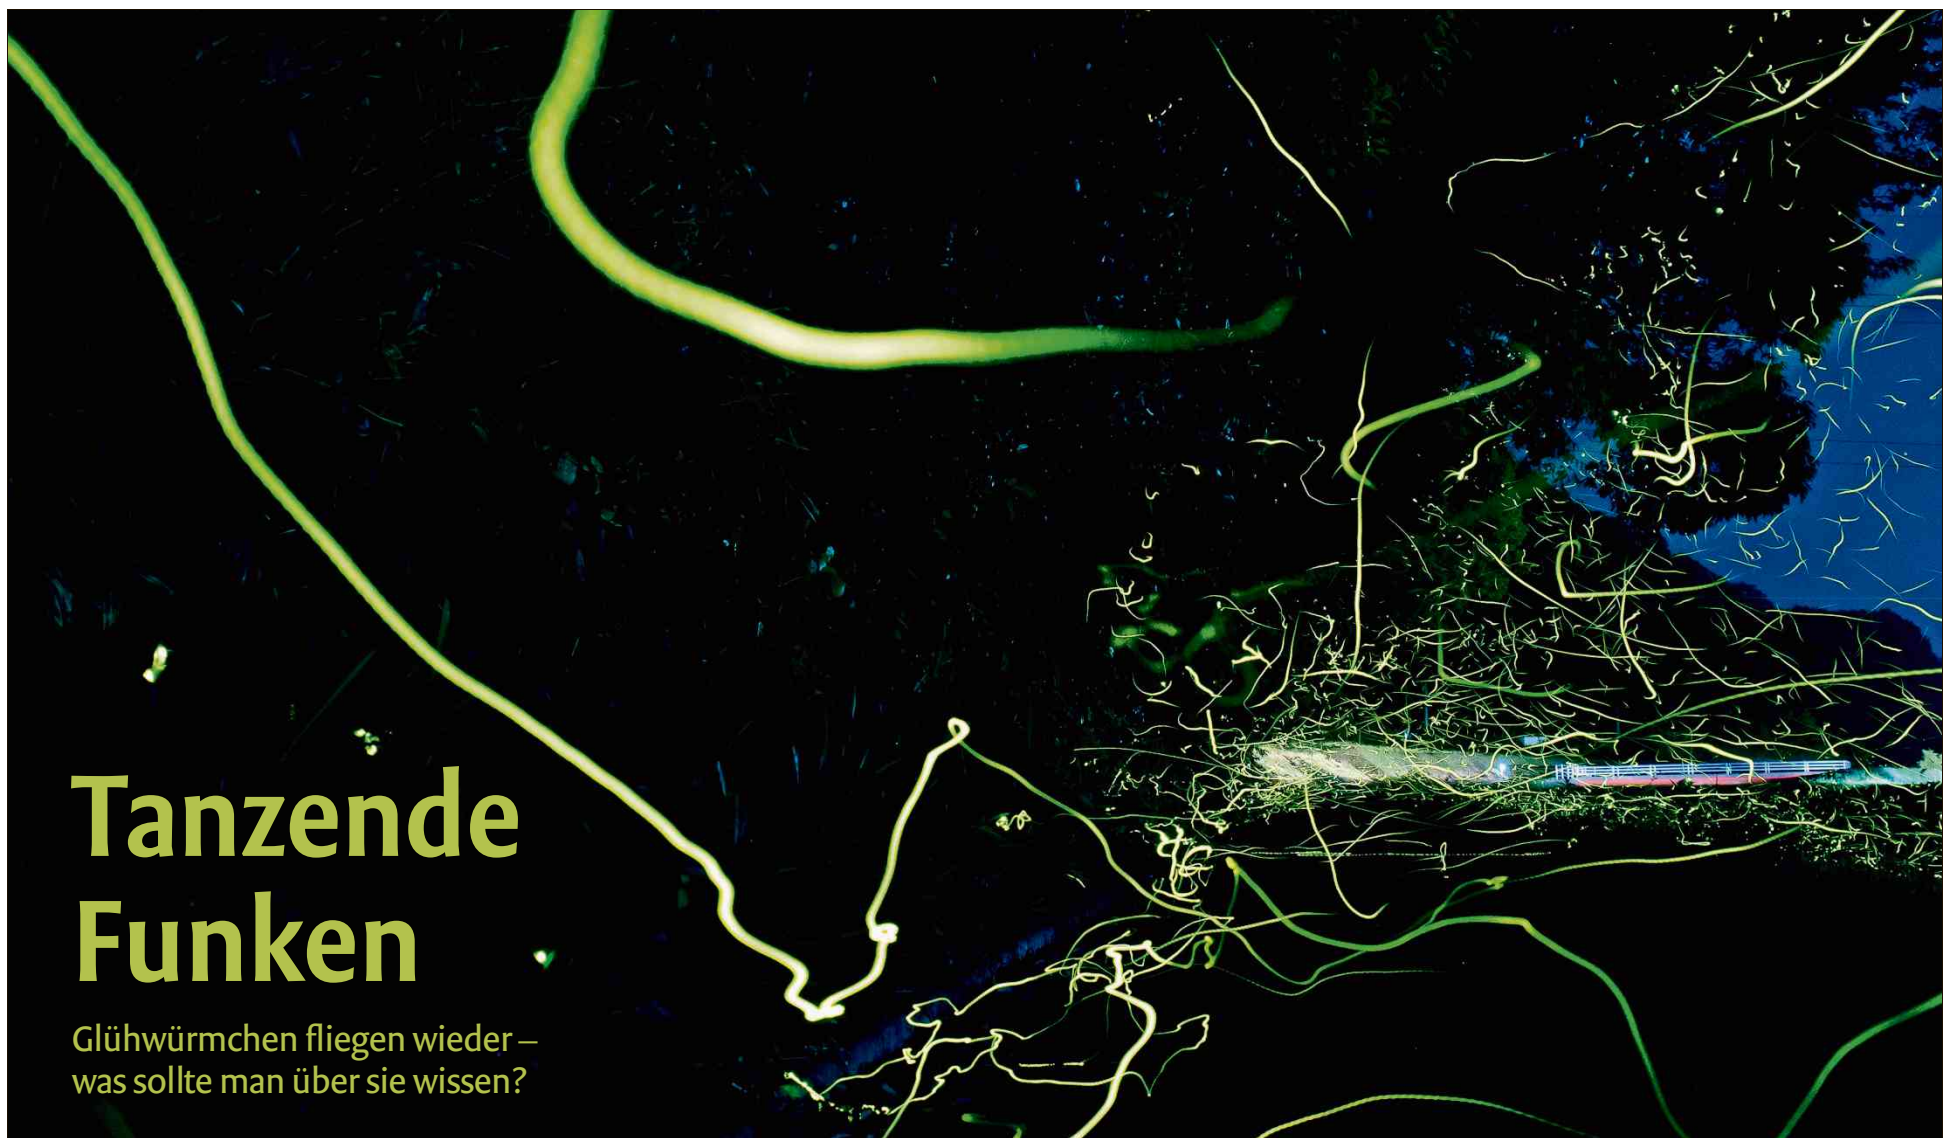 Tanzende
Funken
Glühwürmchen fliegen wieder –
was sollte man über sie wissen?